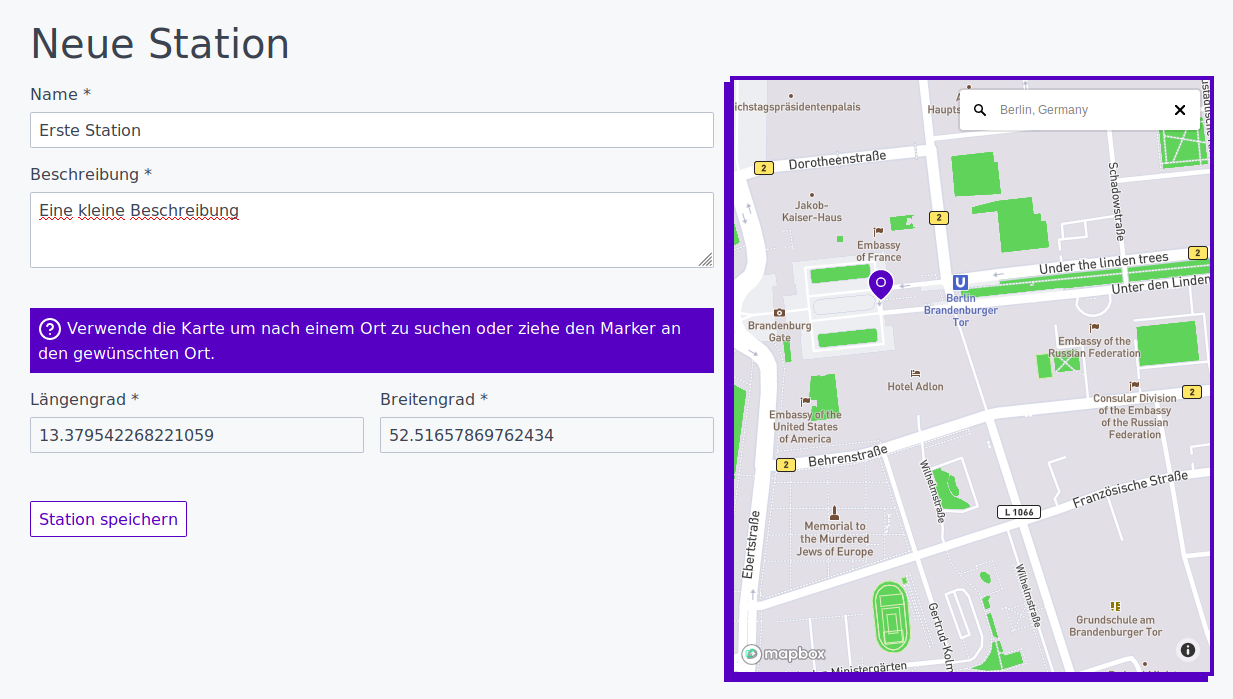 Neue Station
Name *
Erste Station
Beschreibung *
Eine kleine Beschreibung
Verwende die Karte um nach einem Ort zu suchen oder ziehe den Marker an
den gewünschten Ort.
Längengrad *
13.379542268221059
Breitengrad *
52.51657869762434
Station speichern
Berlin, Germany
ichstagspräsidentenpalais
Haupts
Dorotheenstraße
2
Schadowstraße
Jakob-
Kaiser-Haus
2
Embassy
of France
2
Under the linden trees
Unter den Linden
U
Berlin
Brandenburger
Tor
Brandenburg
Gate
Embassy of the
Russian Federation
Hotel Adlon
2
Consular Division
of the Embassy
of the Russian
Federation
Embassy of the
United States
of America
Behrenstraße
2
Wilhelmstraße
Französische Straße
L 1066
Memorial to
the Murdered
Jews of Europe
Ebertstraße
Wilhelmstraße
Gertrud-Kolm
Grundschule am
Brandenburger Tor
mapbox
Ministergärten